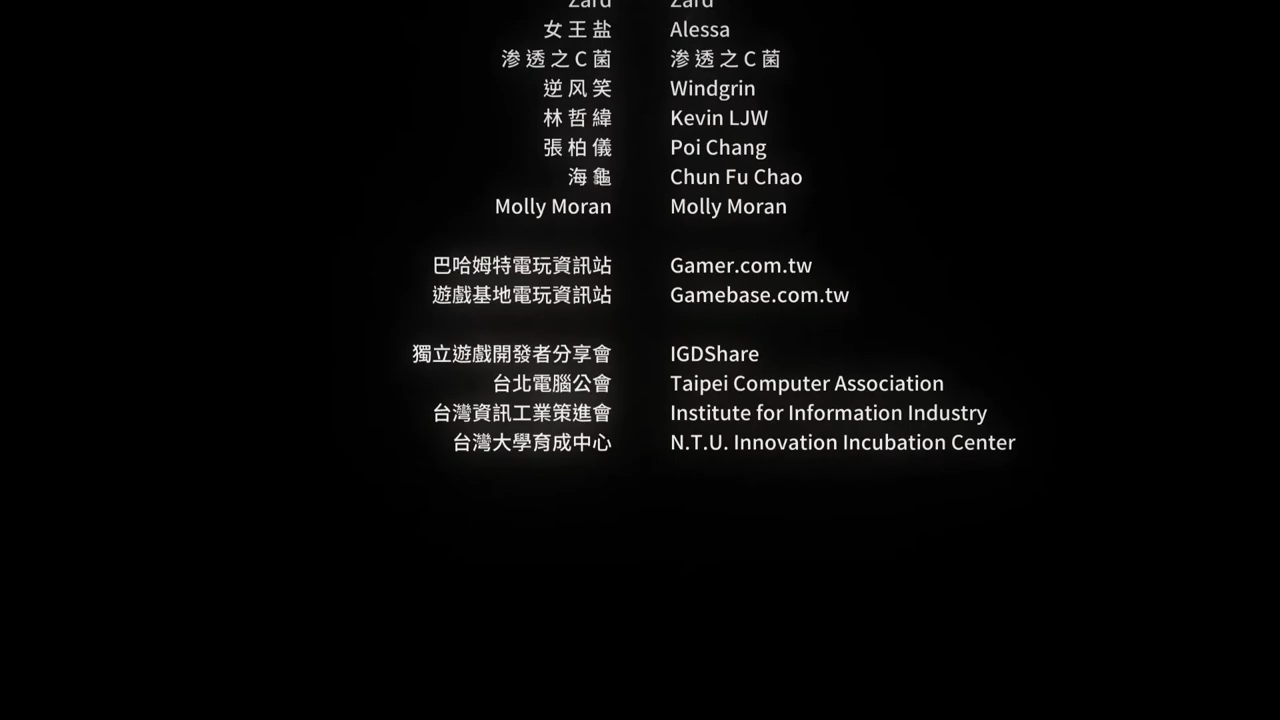 Zard Zard
女王盐 Alessa
渗透之C菌 渗透之C菌
逆风笑 Windgrin
林哲緯 Kevin LJW
張柏儀 Poi Chang
海龜 Chun Fu Chao
Molly Moran Molly Moran
巴哈姆特電玩資訊站 Gamer.com.tw
遊戲基地電玩資訊站 Gamebase.com.tw
獨立遊戲開發者分享會 IGDShare
台北電腦公會 Taipei Computer Association
台灣資訊工業策進會 Institute for Information Industry
台灣大學育成中心 N.T.U. Innovation Incubation Center